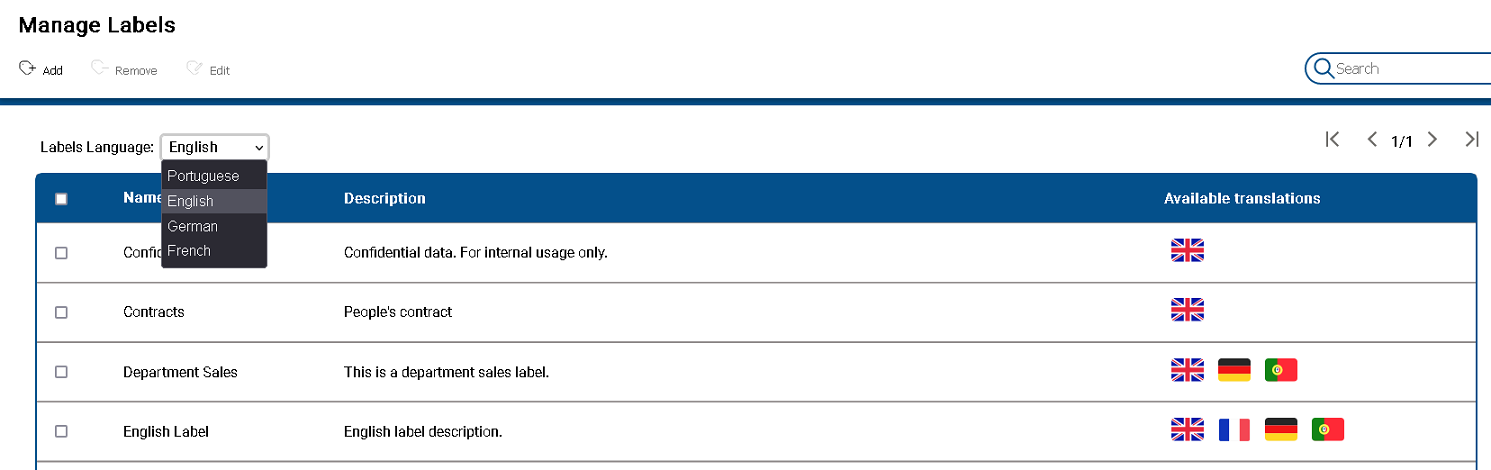 Manage Labels
Add Remove Edit Search
Labels Language: English 1/1
Portuguese
English
German
French
Name Description Available translations
Confidential data. For internal usage only.
Contracts People's contract
Department Sales This is a department sales label.
English Label English label description.